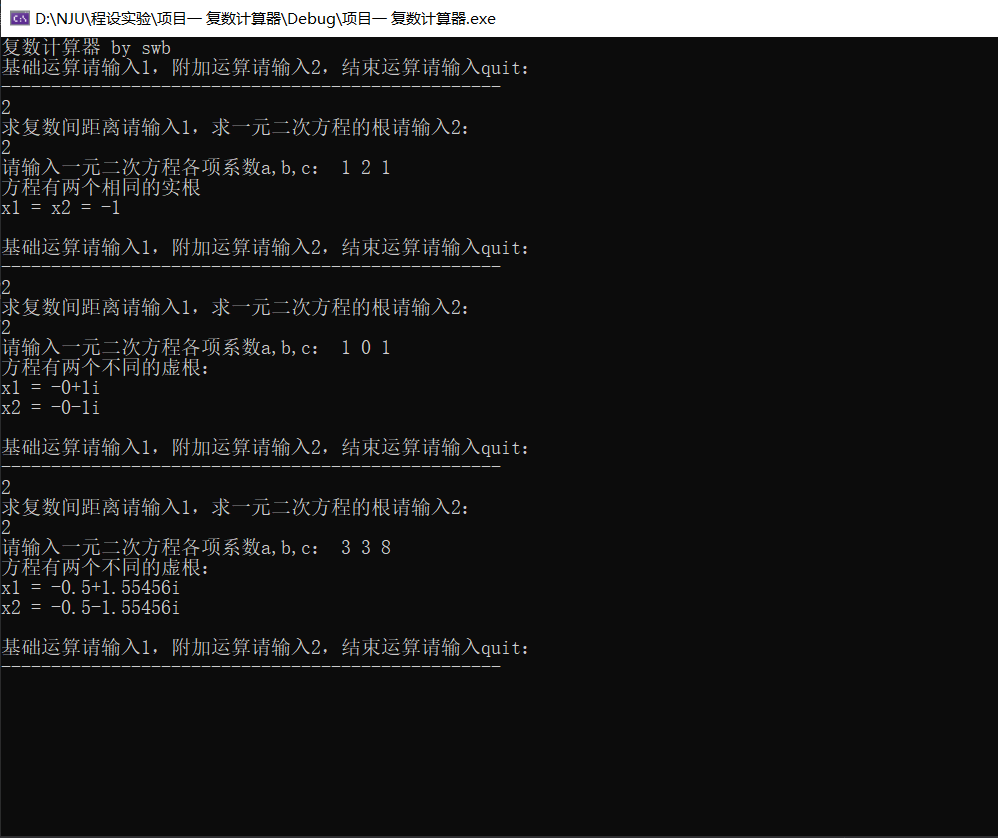 D:\NJU\程设实验\项目一 复数计算器\Debug\项目一 复数计算器.exe
复数计算器 by swb
基础运算请输入1，附加运算请输入2，结束运算请输入quit：
--------------------------------------------------
2
求复数间距离请输入1，求一元二次方程的根请输入2：
2
请输入一元二次方程各项系数a,b,c： 1 2 1
方程有两个相同的实根
x1 = x2 = -1
基础运算请输入1，附加运算请输入2，结束运算请输入quit：
--------------------------------------------------
2
求复数间距离请输入1，求一元二次方程的根请输入2：
2
请输入一元二次方程各项系数a,b,c： 1 0 1
方程有两个不同的虚根：
x1 = -0+1i
x2 = -0-1i
基础运算请输入1，附加运算请输入2，结束运算请输入quit：
--------------------------------------------------
2
求复数间距离请输入1，求一元二次方程的根请输入2：
2
请输入一元二次方程各项系数a,b,c： 3 3 8
方程有两个不同的虚根：
x1 = -0.5+1.55456i
x2 = -0.5-1.55456i
基础运算请输入1，附加运算请输入2，结束运算请输入quit：
--------------------------------------------------